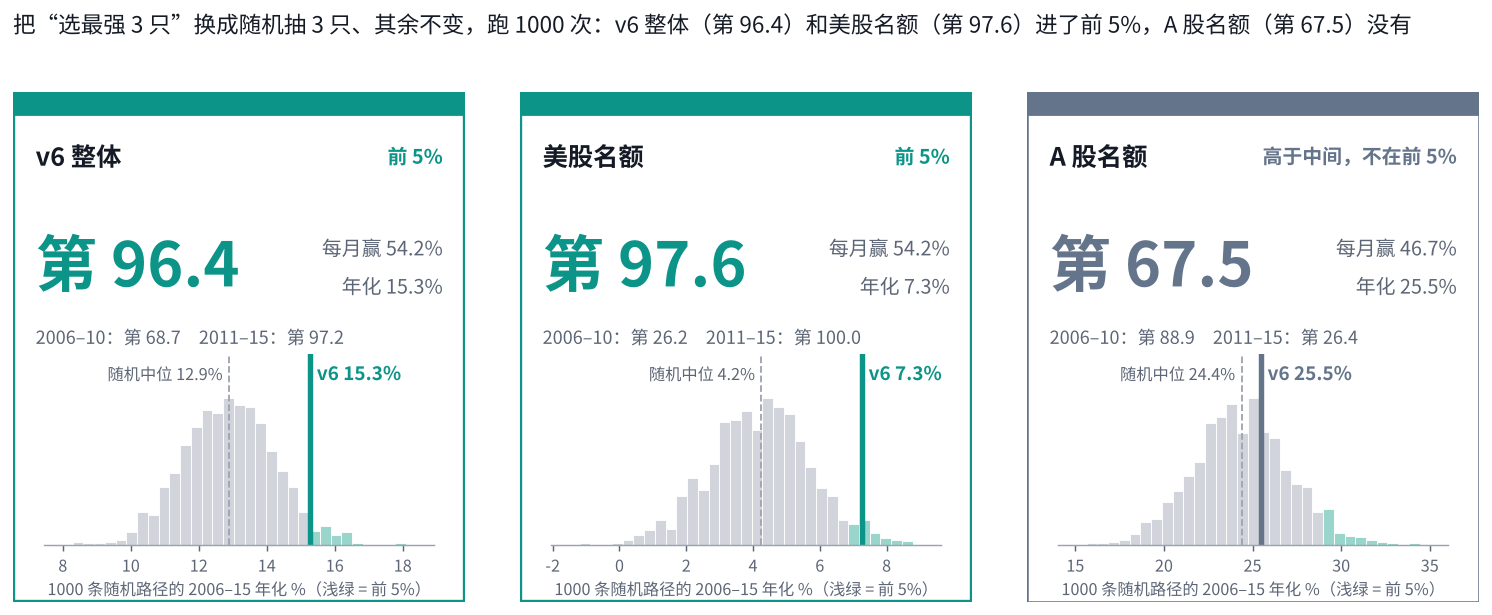 把“选最强 3 只”换成随机抽 3 只、其余不变，跑 1000 次：v6 整体（第 96.4）和美股名额（第 97.6）进了前 5%，A 股名额（第 67.5）没有
v6 整体
前 5%
第 96.4
每月赢 54.2%
年化 15.3%
2006–10：第 68.7 2011–15：第 97.2
随机中位 12.9%
v6 15.3%
8 10 12 14 16 18
1000 条随机路径的 2006–15 年化 %（浅绿 = 前 5%）
美股名额
前 5%
第 97.6
每月赢 54.2%
年化 7.3%
2006–10：第 26.2 2011–15：第 100.0
随机中位 4.2%
v6 7.3%
-2 0 2 4 6 8
1000 条随机路径的 2006–15 年化 %（浅绿 = 前 5%）
A 股名额
高于中间，不在前 5%
第 67.5
每月赢 46.7%
年化 25.5%
2006–10：第 88.9 2011–15：第 26.4
随机中位 24.4%
v6 25.5%
15 20 25 30 35
1000 条随机路径的 2006–15 年化 %（浅绿 = 前 5%）